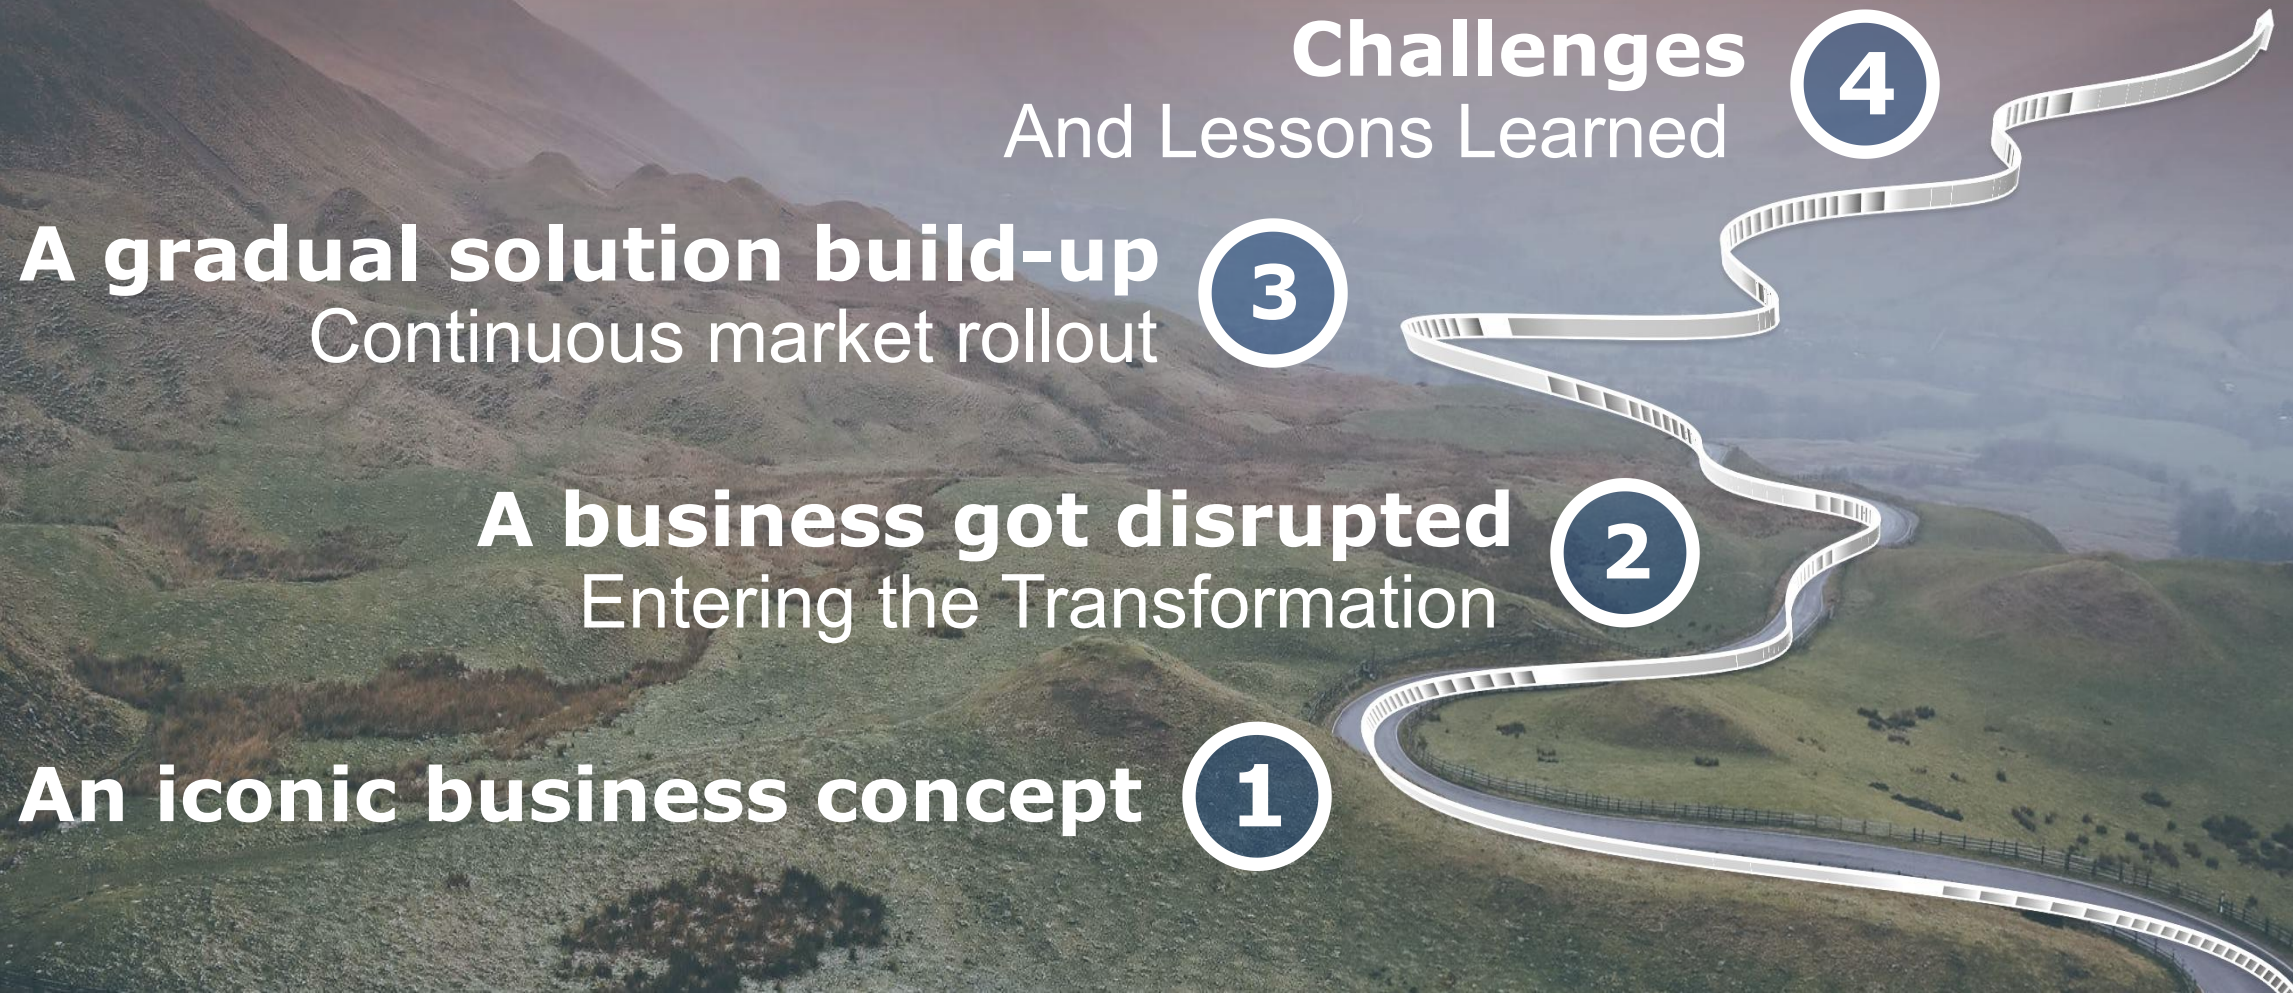 Challenges
And Lessons Learned
4
A gradual solution build-up
Continuous market rollout
3
A business got disrupted
Entering the Transformation
2
An iconic business concept
1